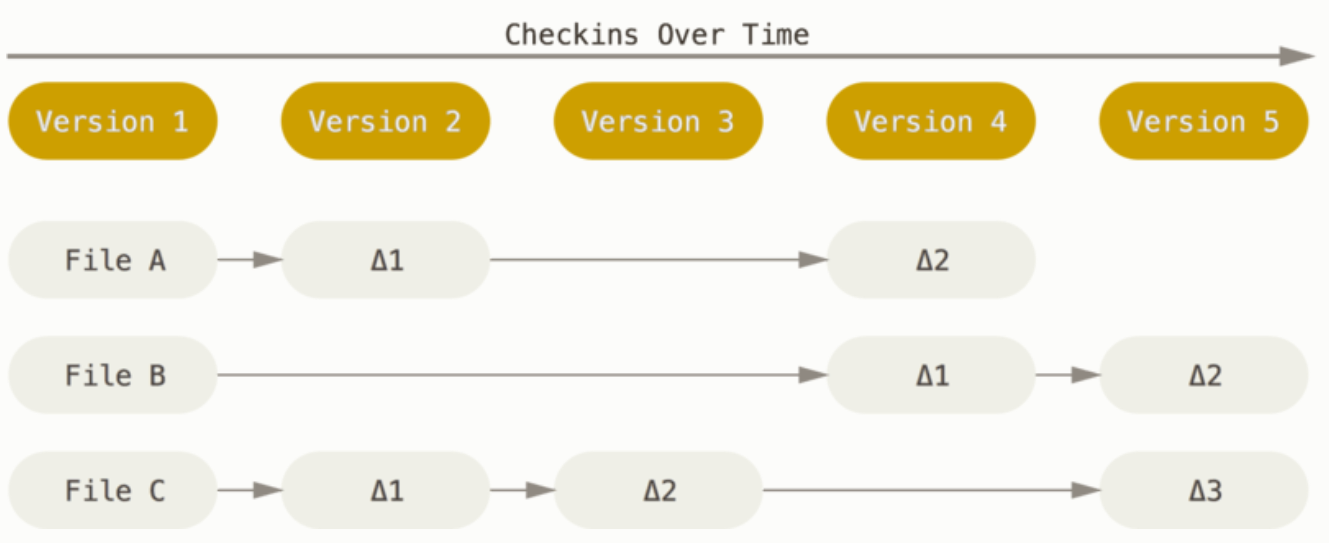 Checkins Over Time
Version 1 Version 2 Version 3 Version 4 Version 5
File A Δ1 Δ2
File B Δ1 Δ2
File C Δ1 Δ2 Δ3